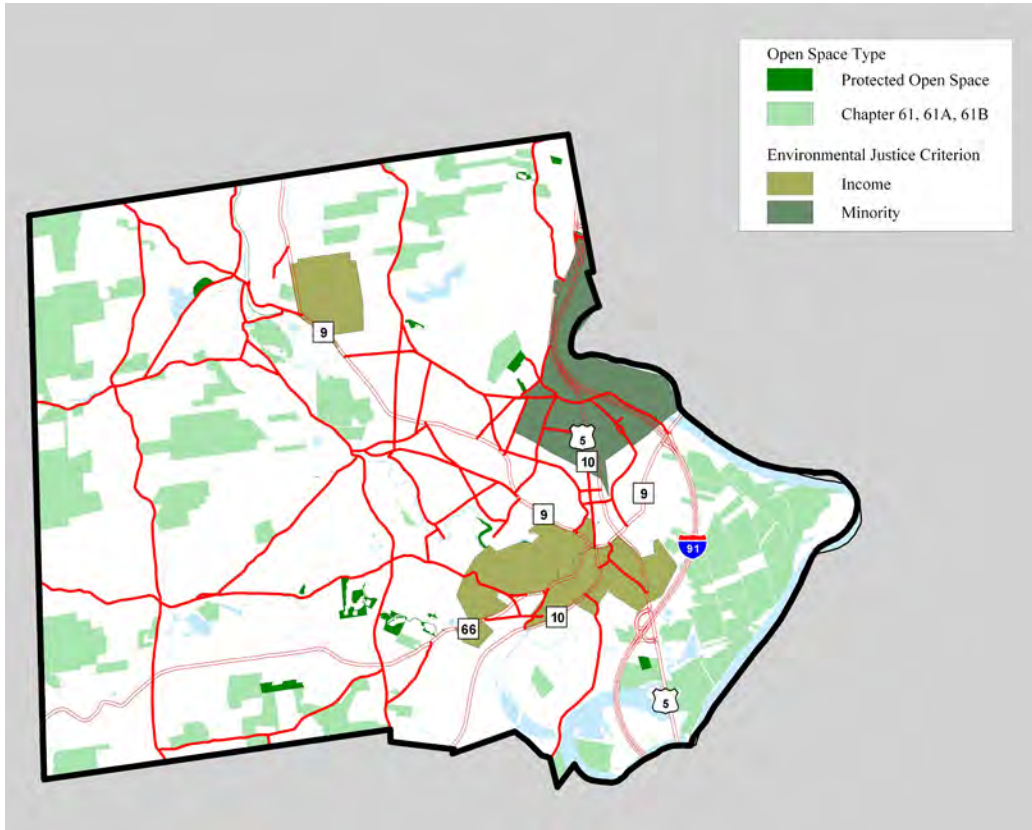 Open Space Type
Protected Open Space
Chapter 61, 61A, 61B
Environmental Justice Criterion
Income
Minority
9
5
10
9
9
91
10
66
5